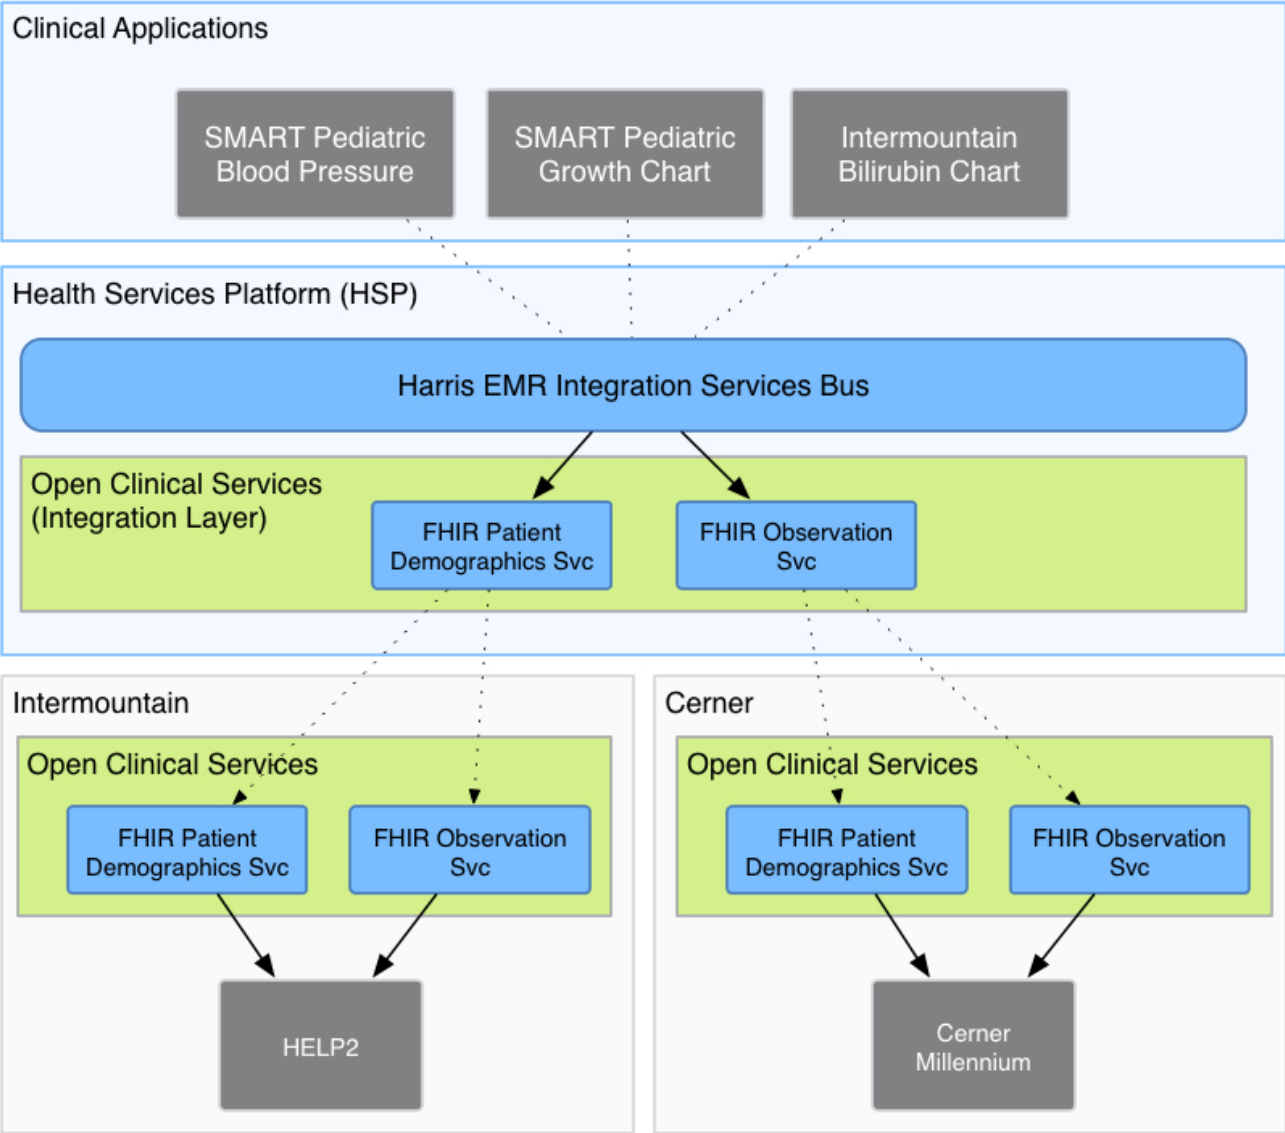 Clinical Applications
SMART Pediatric
Blood Pressure
SMART Pediatric
Growth Chart
Intermountain
Bilirubin Chart
Health Services Platform (HSP)
Harris EMR Integration Services Bus
Open Clinical Services
(Integration Layer)
FHIR Patient
Demographics Svc
FHIR Observation
Svc
Intermountain
Open Clinical Services
FHIR Patient
Demographics Svc
FHIR Observation
Svc
HELP2
Cerner
Open Clinical Services
FHIR Patient
Demographics Svc
FHIR Observation
Svc
Cerner
Millennium